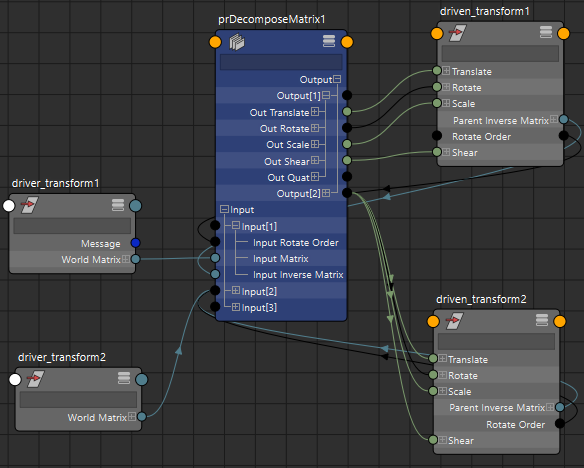 prDecomposeMatrix1
Output
Output[1]
Out Translate
Out Rotate
Out Scale
Out Shear
Out Quat
Output[2]
Input
Input[1]
Input Rotate Order
Input Matrix
Input Inverse Matrix
Input[2]
Input[3]
driven_transform1
Translate
Rotate
Scale
Parent Inverse Matrix
Rotate Order
Shear
driver_transform1
Message
World Matrix
driver_transform2
World Matrix
driven_transform2
Translate
Rotate
Scale
Parent Inverse Matrix
Rotate Order
Shear